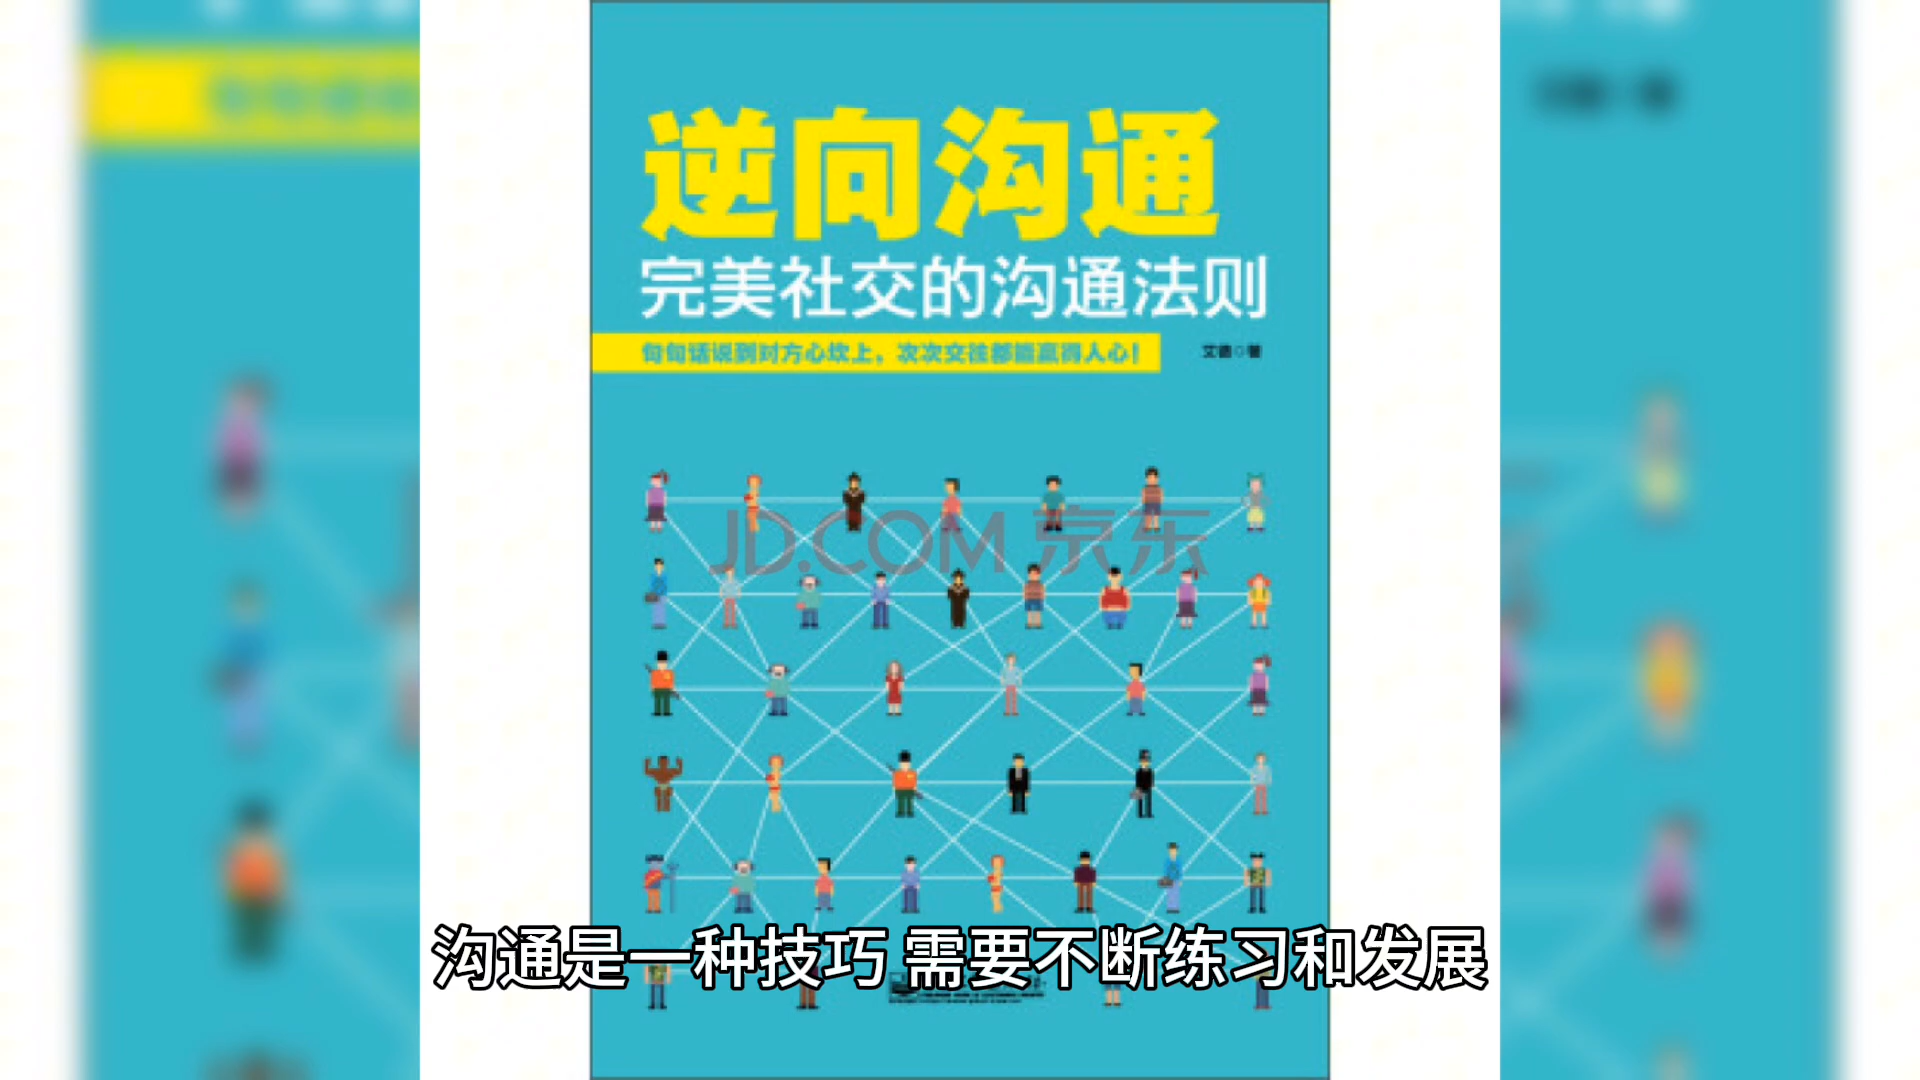 逆向沟通
完美社交的沟通法则
句句话说到对方心坎上，次次交往都能赢得人心！
艾德◎著
JD.COM 京东
沟通是一种技巧 需要不断练习和发展